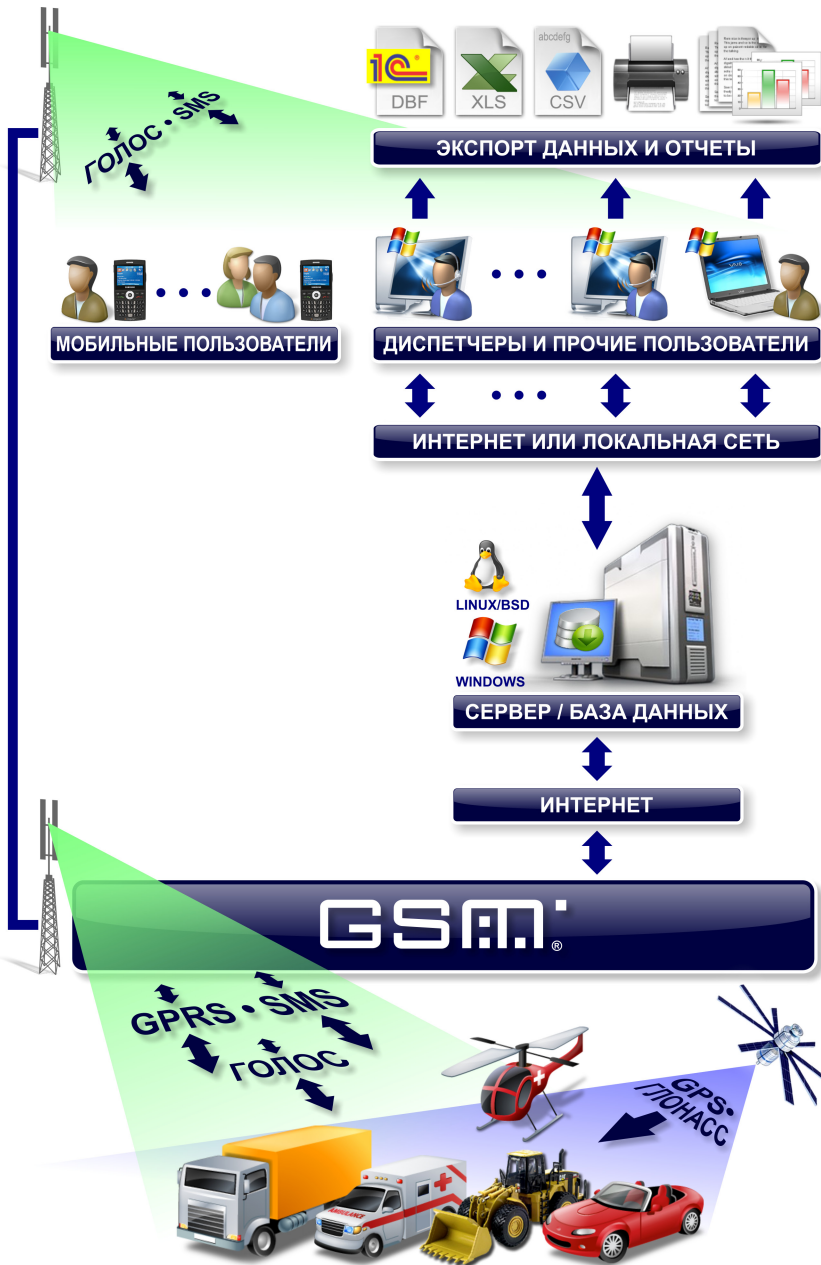 abcdefg
1С
DBF
XLS
CSV
ЭКСПОРТ ДАННЫХ И ОТЧЕТЫ
ГОЛОС • SMS
МОБИЛЬНЫЕ ПОЛЬЗОВАТЕЛИ
ДИСПЕТЧЕРЫ И ПРОЧИЕ ПОЛЬЗОВАТЕЛИ
ИНТЕРНЕТ ИЛИ ЛОКАЛЬНАЯ СЕТЬ
LINUX/BSD
WINDOWS
СЕРВЕР / БАЗА ДАННЫХ
ИНТЕРНЕТ
GSM®
GPRS • SMS
ГОЛОС
GPS•
ГЛОНАСС
AMBULANCE